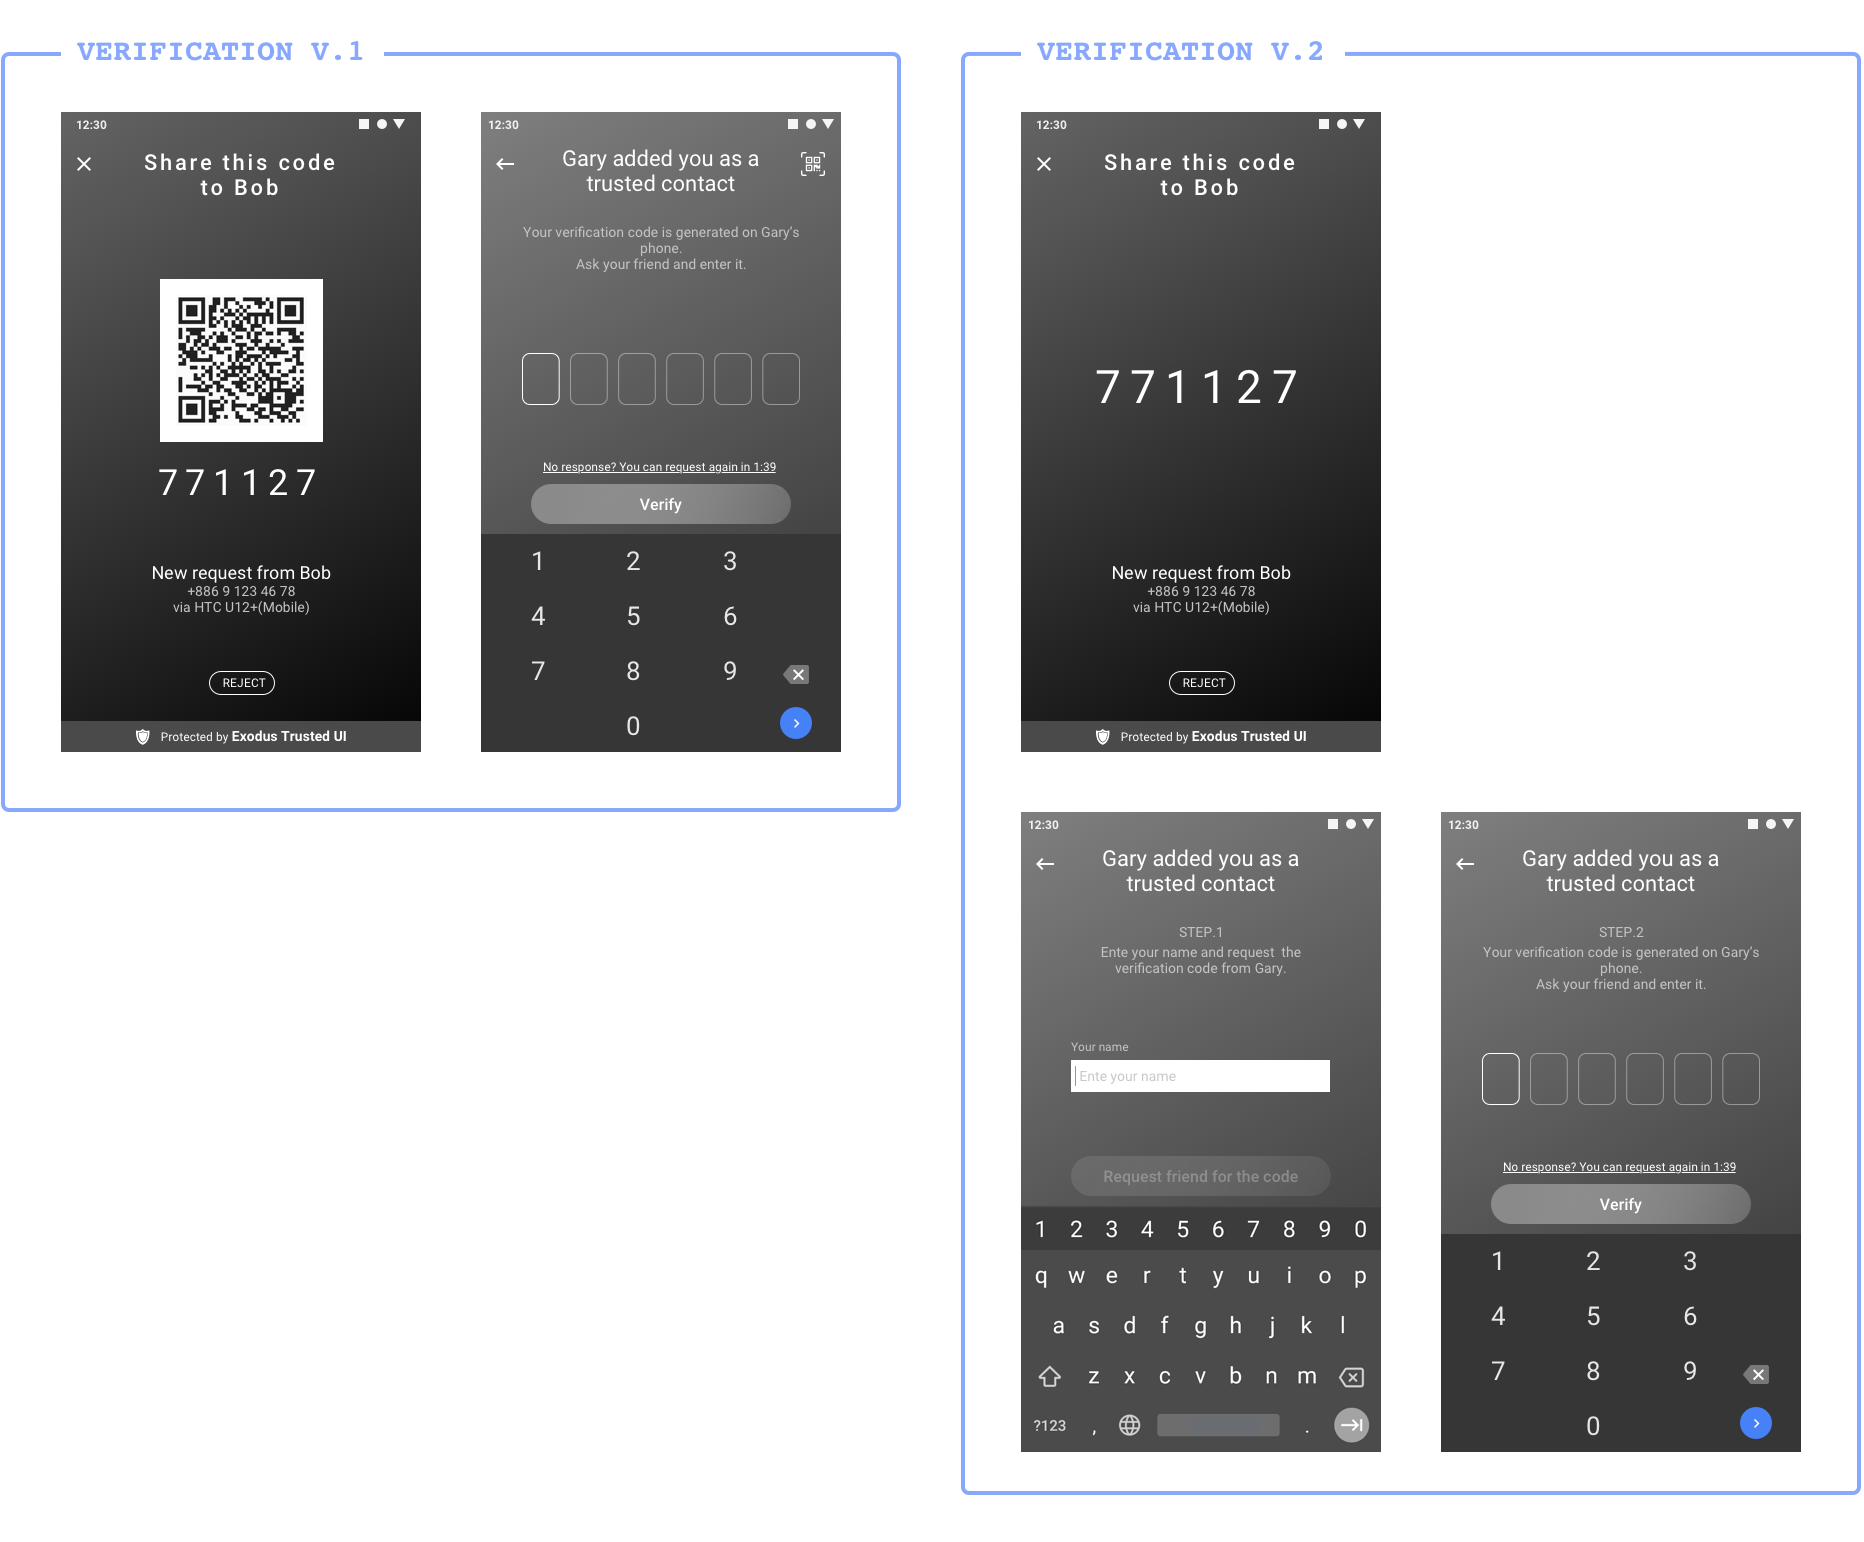 VERIFICATION V.1
12:30
Share this code
to Bob
771127
New request from Bob
+886 9 123 46 78
via HTC U12+(Mobile)
REJECT
Protected by Exodus Trusted UI
12:30
Gary added you as a
trusted contact
Your verification code is generated on Gary's
phone.
Ask your friend and enter it.
No response? You can request again in 1:39
Verify
1 2 3
4 5 6
7 8 9
0
VERIFICATION V.2
12:30
Share this code
to Bob
771127
New request from Bob
+886 9 123 46 78
via HTC U12+(Mobile)
REJECT
Protected by Exodus Trusted UI
12:30
Gary added you as a
trusted contact
STEP.1
Ente your name and request the
verification code from Gary.
Your name
Ente your name
Request friend for the code
1 2 3 4 5 6 7 8 9 0
q w e r t y u i o p
a s d f g h j k l
z x c v b n m
?123 , .
12:30
Gary added you as a
trusted contact
STEP.2
Your verification code is generated on Gary's
phone.
Ask your friend and enter it.
No response? You can request again in 1:39
Verify
1 2 3
4 5 6
7 8 9
0